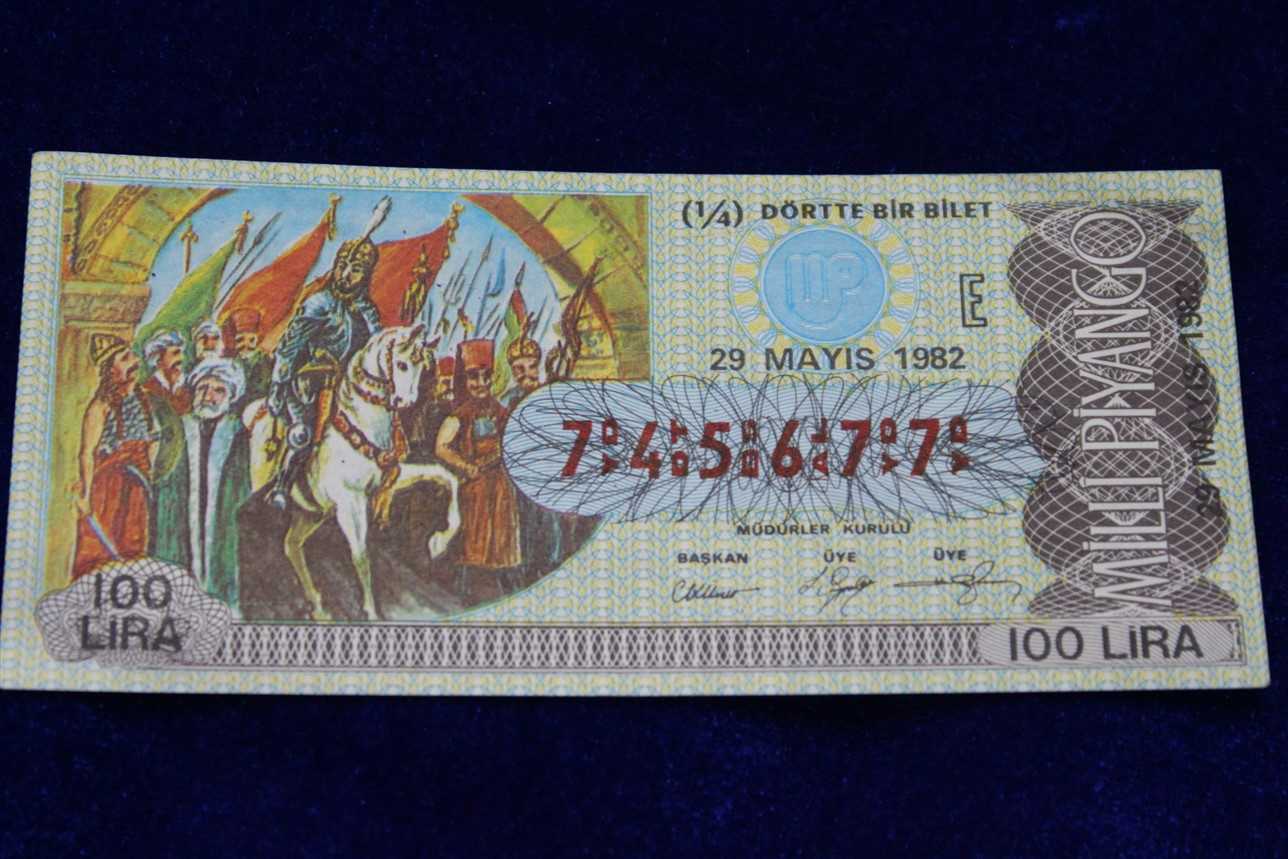 (1/4) DÖRTTE BİR BİLET
MP
E
29 MAYIS 1982
7 4 5 6 7 7
MÜDÜRLER KURULU
BAŞKAN ÜYE ÜYE
100 LİRA
100 LİRA
MİLLİ PİYANGO
29 MAYIS 1982